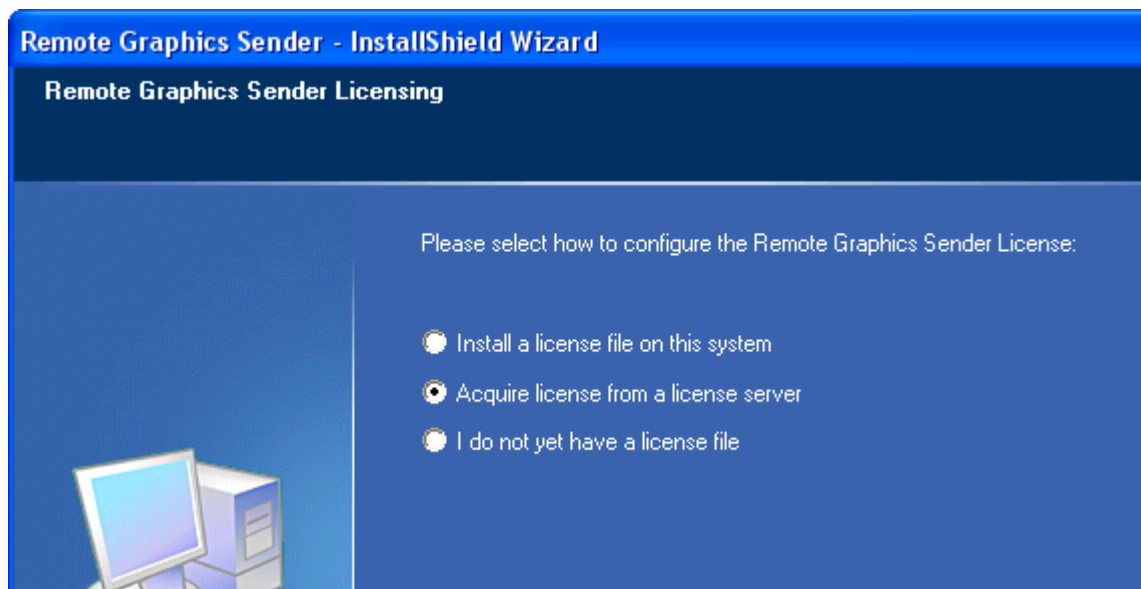 Remote Graphics Sender - InstallShield Wizard
Remote Graphics Sender Licensing
Please select how to configure the Remote Graphics Sender License:
Install a license file on this system
Acquire license from a license server
I do not yet have a license file